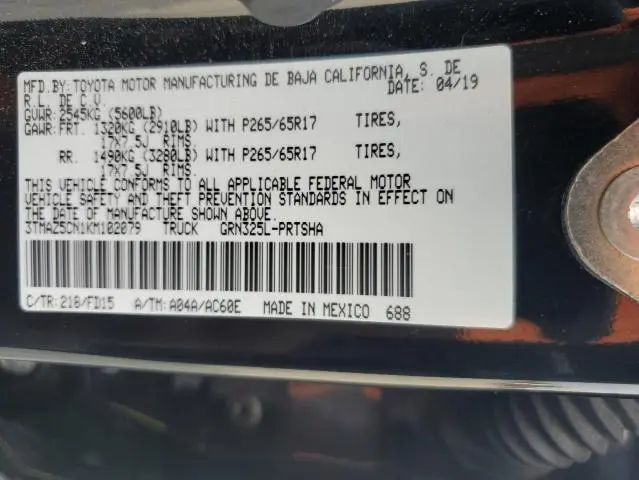 MFD.BY:TOYOTA MOTOR MANUFACTURING DE BAJA CALIFORNIA, S. DE
R.L. DE C.V. DATE: 04/19
GVWR:2545KG (5600LB)
GAWR:FRT. 1320KG (2910LB) WITH P265/65R17 TIRES,
17X7.5J RIMS.
RR. 1490KG (3280LB) WITH P265/65R17 TIRES,
17X7.5J RIMS.
THIS VEHICLE CONFORMS TO ALL APPLICABLE FEDERAL MOTOR
VEHICLE SAFETY AND THEFT PREVENTION STANDARDS IN EFFECT ON
THE DATE OF MANUFACTURE SHOWN ABOVE.
3TMAZ5CN1KM102079 TRUCK GRN325L-PRTSHA
C/TR:218/FD15 A/TM:A04A/AC60E MADE IN MEXICO 688